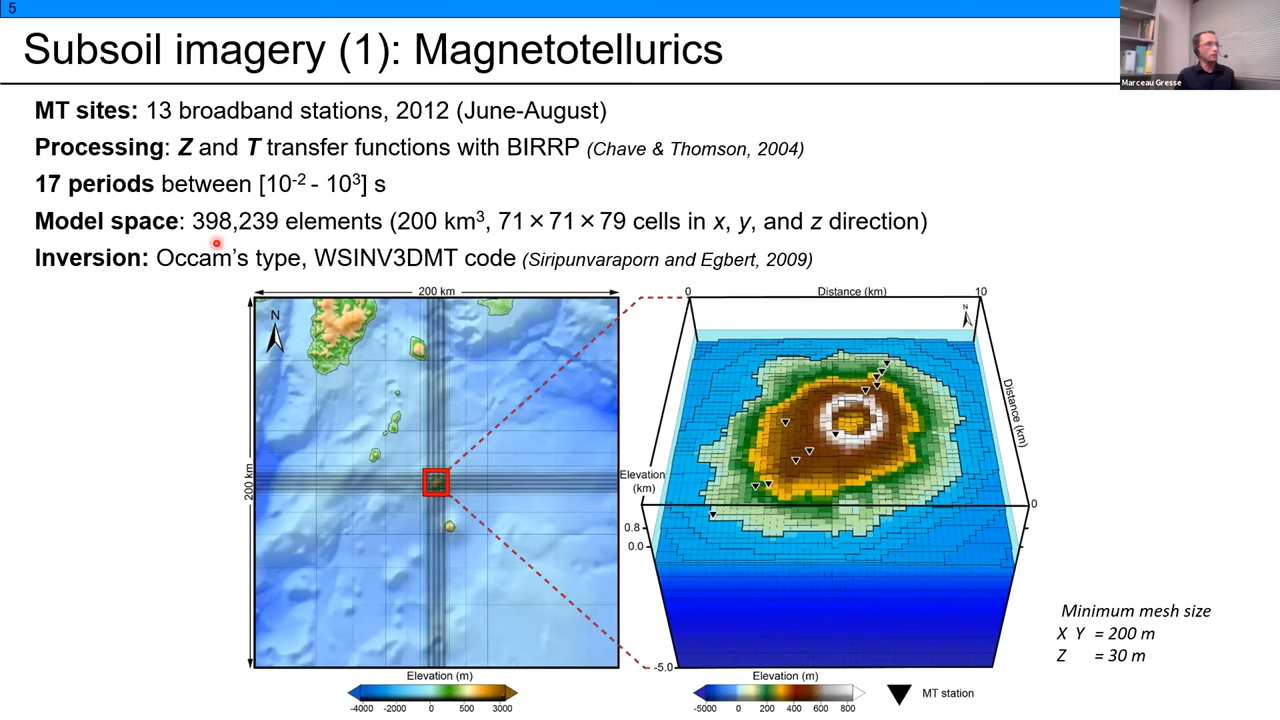 5
Subsoil imagery (1): Magnetotellurics
Marceau Gresse
MT sites: 13 broadband stations, 2012 (June-August)
Processing: Z and T transfer functions with BIRRP (Chave & Thomson, 2004)
17 periods between [10⁻² - 10³] s
Model space: 398,239 elements (200 km³, 71×71×79 cells in x, y, and z direction)
Inversion: Occam's type, WSINV3DMT code (Siripunvaraporn and Egbert, 2009)
200 km
N
200 km
Elevation (m)
-4000 -2000 0 500 3000
0 Distance (km) 10
N
Distance (km)
Elevation
(km)
0
0.8
0.0
-5.0
Elevation (m)
-5000 0 200 400 600 800
MT station
Minimum mesh size
X Y = 200 m
Z = 30 m